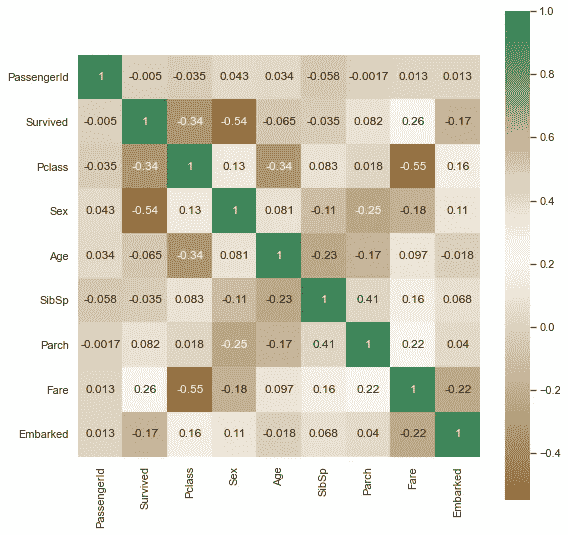 1.0
PassengerId 1 -0.005 -0.035 0.043 0.034 -0.058 -0.0017 0.013 0.013
0.8
Survived -0.005 1 -0.34 -0.54 -0.065 -0.035 0.082 0.26 -0.17
0.6
Pclass -0.035 -0.34 1 0.13 -0.34 0.083 0.018 -0.55 0.16
0.4
Sex 0.043 -0.54 0.13 1 0.081 -0.11 -0.25 -0.18 0.11
Age 0.034 -0.065 -0.34 0.081 1 -0.23 -0.17 0.097 -0.018
0.2
SibSp -0.058 -0.035 0.083 -0.11 -0.23 1 0.41 0.16 0.068
0.0
Parch -0.0017 0.082 0.018 -0.25 -0.17 0.41 1 0.22 0.04
−0.2
Fare 0.013 0.26 -0.55 -0.18 0.097 0.16 0.22 1 -0.22
Embarked 0.013 -0.17 0.16 0.11 -0.018 0.068 0.04 -0.22 1
−0.4
PassengerId
Survived
Pclass
Sex
Age
SibSp
Parch
Fare
Embarked